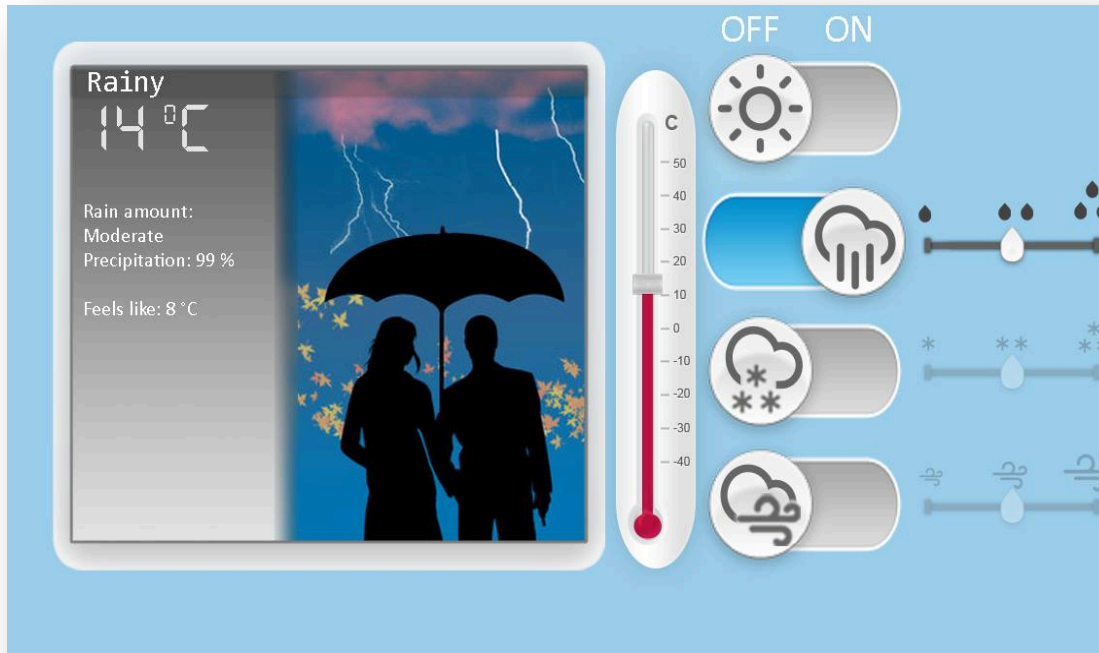 OFF ON
Rainy
14 °C
Rain amount:
Moderate
Precipitation: 99 %
Feels like: 8 °C
C
50
40
30
20
10
0
-10
-20
-30
-40